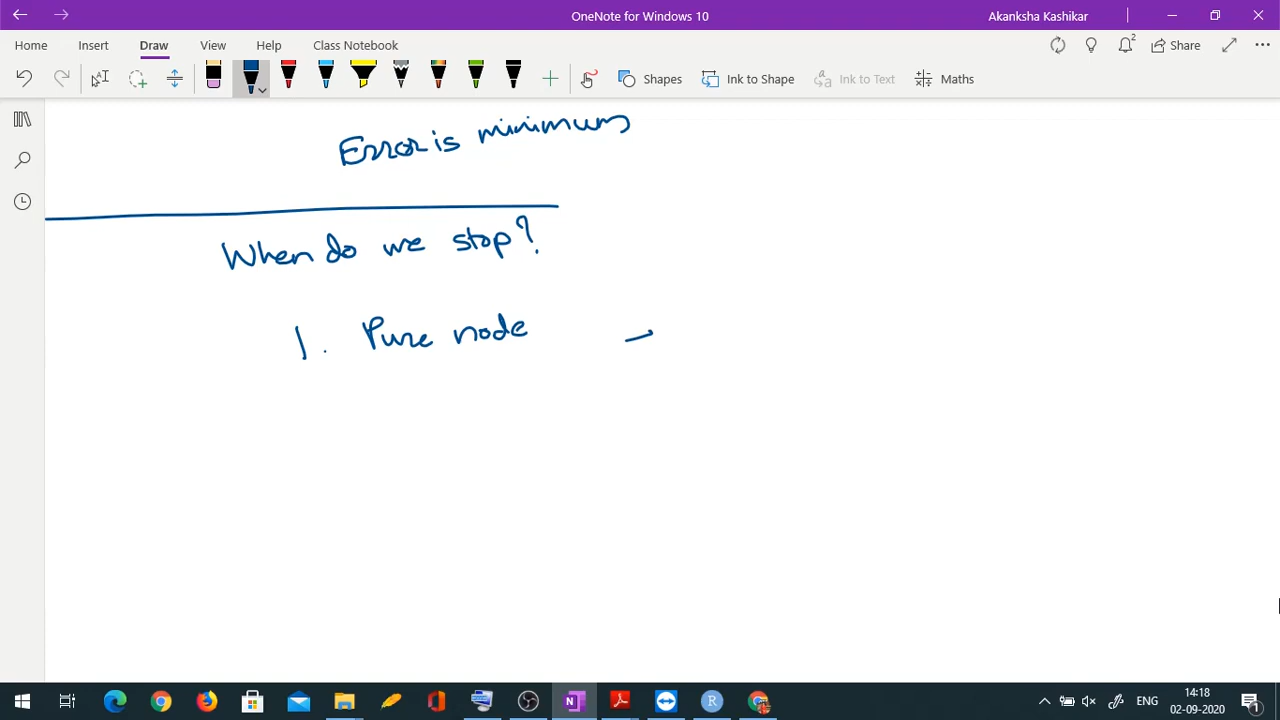 OneNote for Windows 10
Akanksha Kashikar
Home Insert Draw View Help Class Notebook
Share
Shapes Ink to Shape Ink to Text Maths
Error is minimum
When do we stop?
1. Pure node
ENG
14:18
02-09-2020